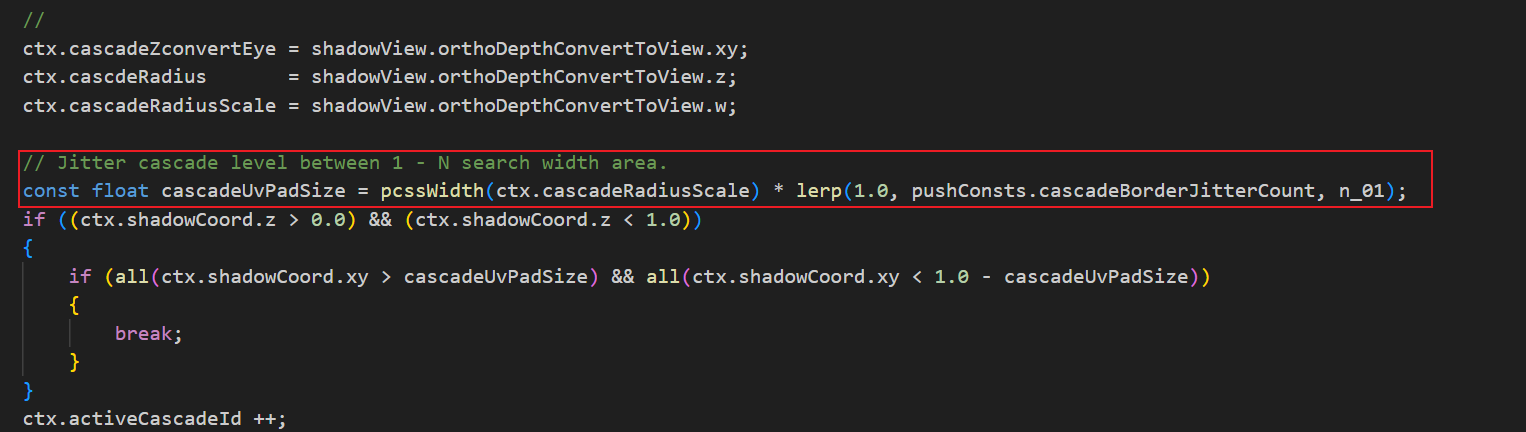 //
ctx.cascadeZconvertEye = shadowView.orthoDepthConvertToView.xy;
ctx.cascdeRadius       = shadowView.orthoDepthConvertToView.z;
ctx.cascadeRadiusScale = shadowView.orthoDepthConvertToView.w;
// Jitter cascade level between 1 - N search width area.
const float cascadeUvPadSize = pcssWidth(ctx.cascadeRadiusScale) * lerp(1.0, pushConsts.cascadeBorderJitterCount, n_01);
if ((ctx.shadowCoord.z > 0.0) && (ctx.shadowCoord.z < 1.0))
{
    if (all(ctx.shadowCoord.xy > cascadeUvPadSize) && all(ctx.shadowCoord.xy < 1.0 - cascadeUvPadSize))
    {
        break;
    }
}
ctx.activeCascadeId ++;